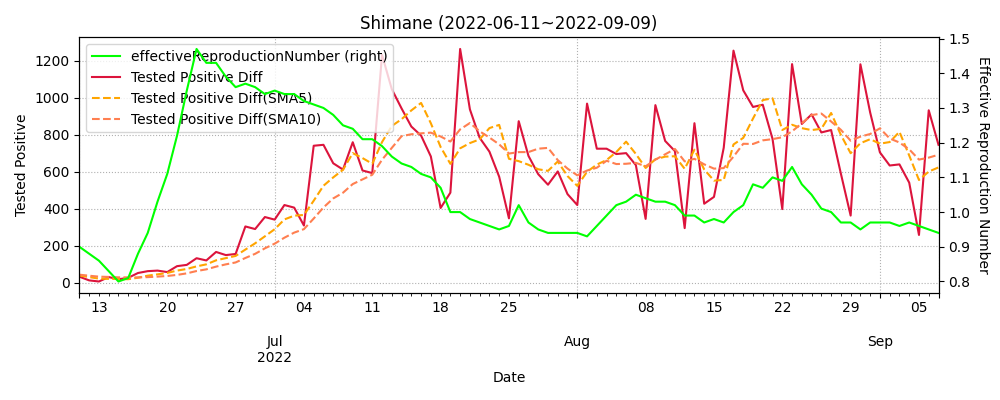 Shimane (2022-06-11~2022-09-09)
effectiveReproductionNumber (right)
Tested Positive Diff
Tested Positive Diff(SMA5)
Tested Positive Diff(SMA10)
Tested Positive
0
200
400
600
800
1000
1200
Effective Reproduction Number
0.8
0.9
1.0
1.1
1.2
1.3
1.4
1.5
13 20 27 04 11 18 25 08 15 22 29 05
Jul Aug Sep
2022
Date